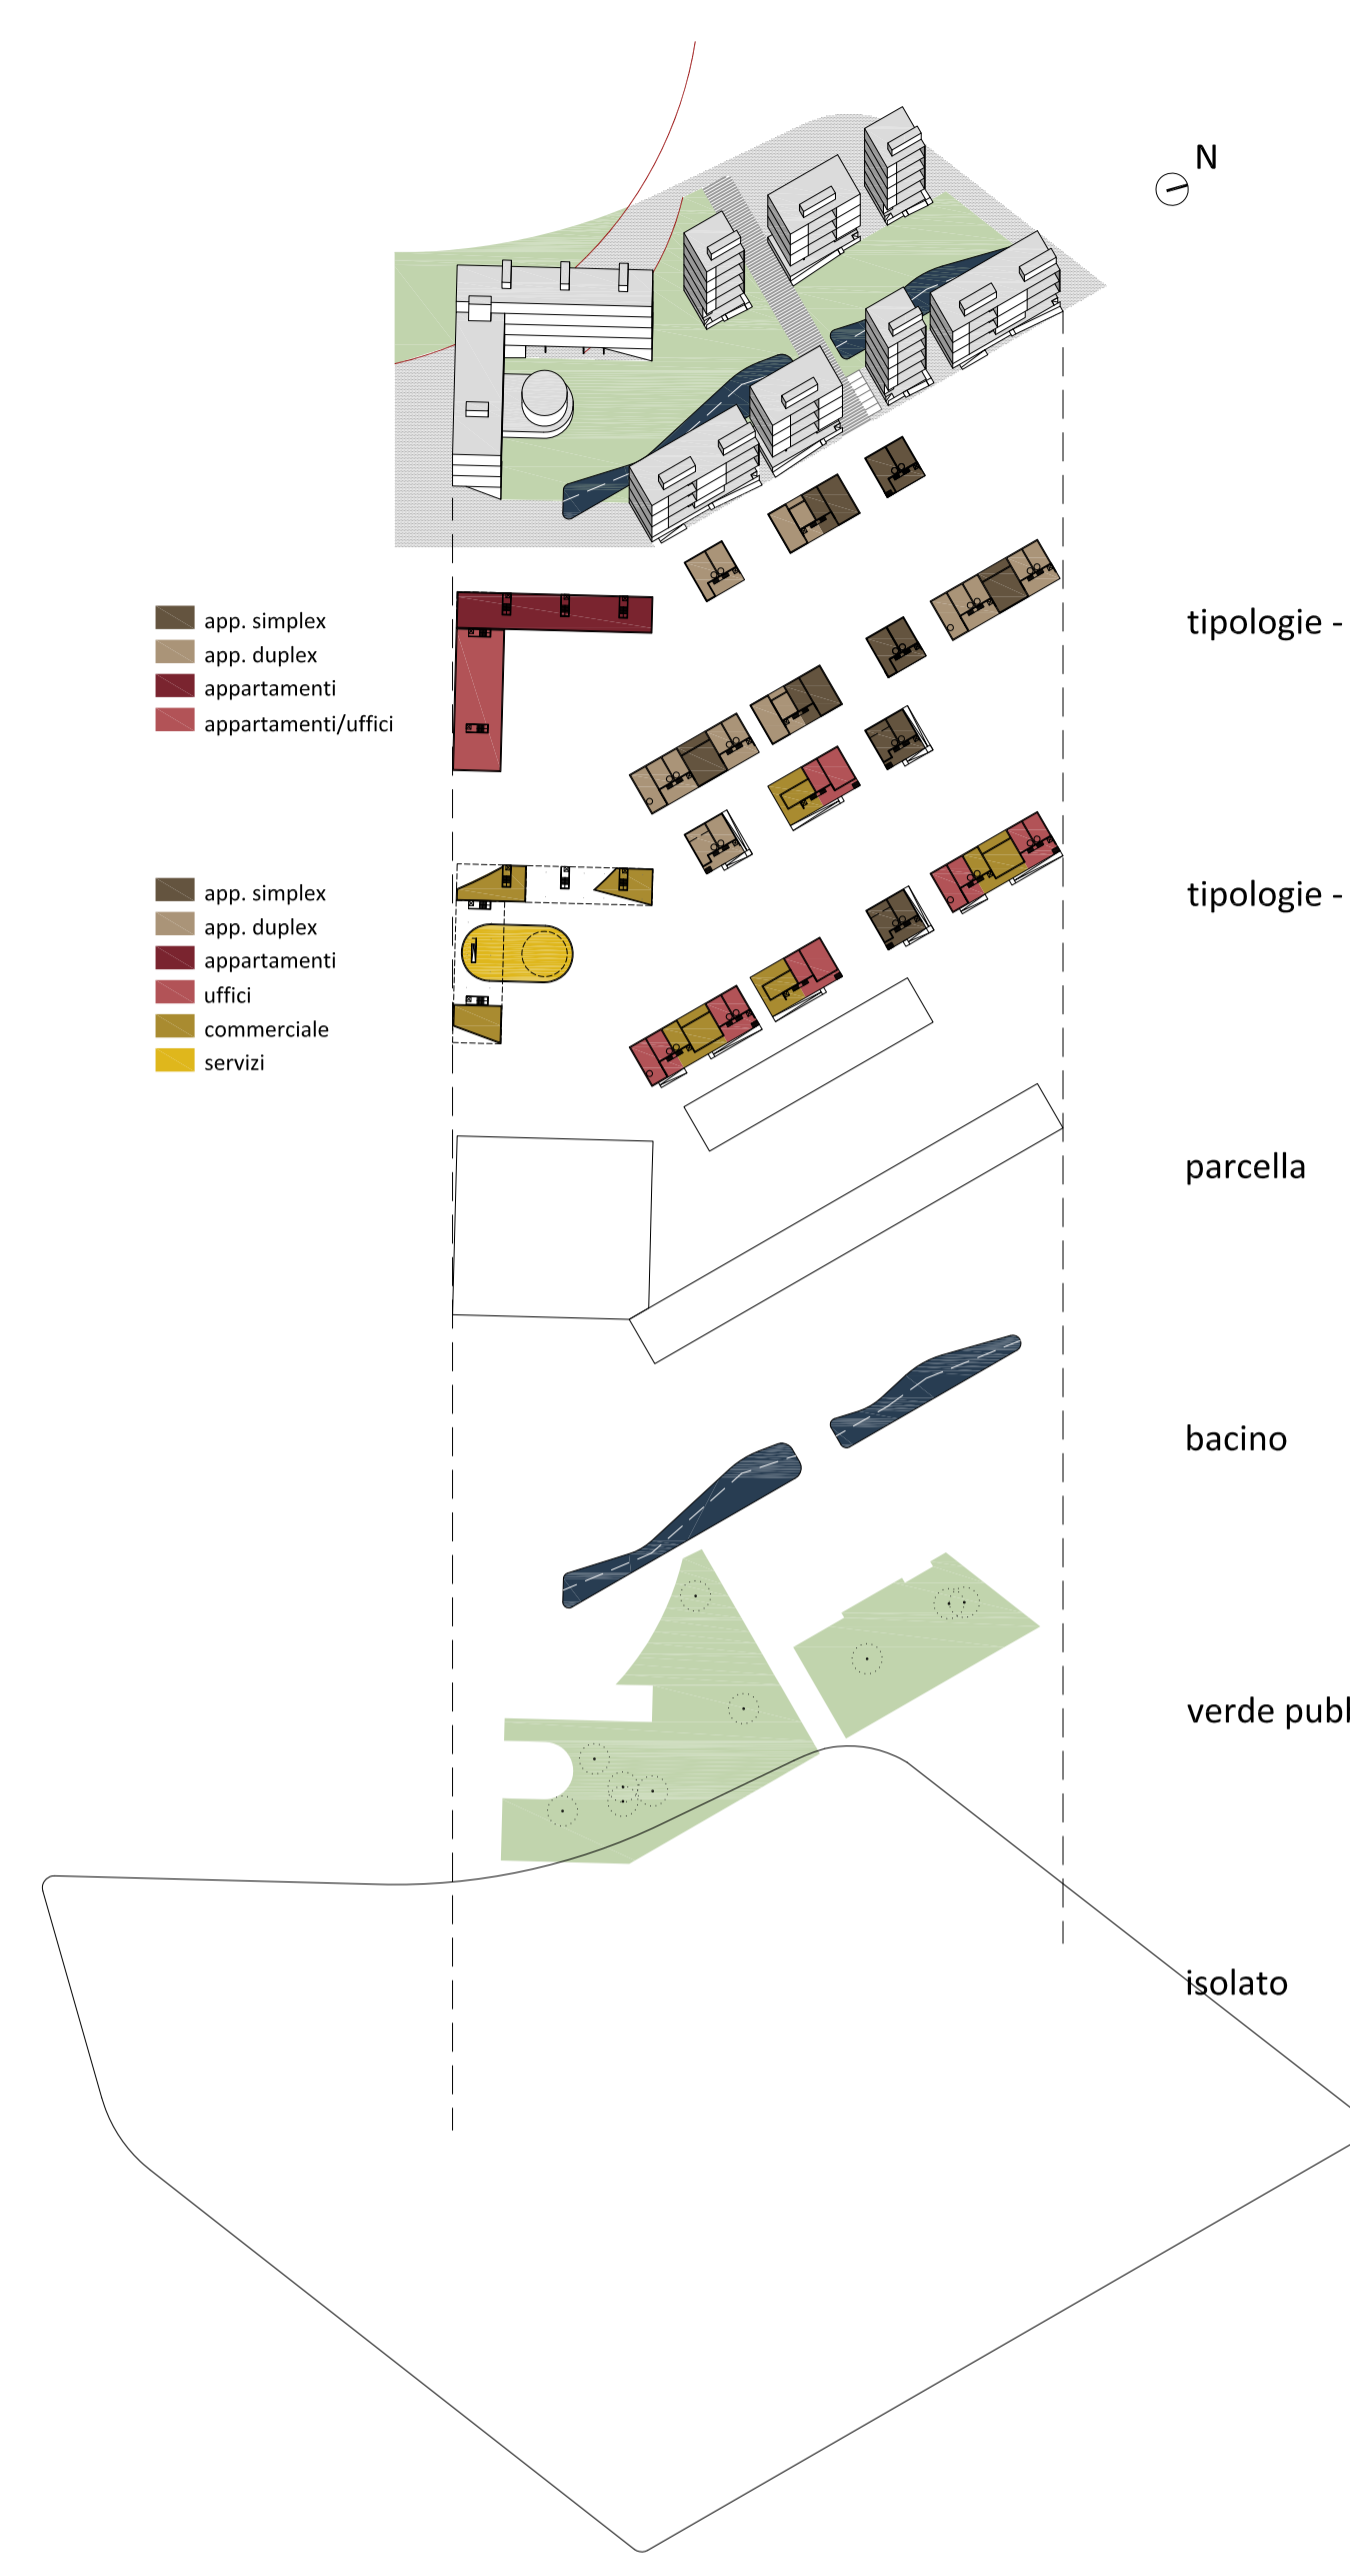 N
tipologie -
app. simplex
app. duplex
appartamenti
appartamenti/uffici
tipologie -
app. simplex
app. duplex
appartamenti
uffici
commerciale
servizi
parcella
bacino
verde
isolato